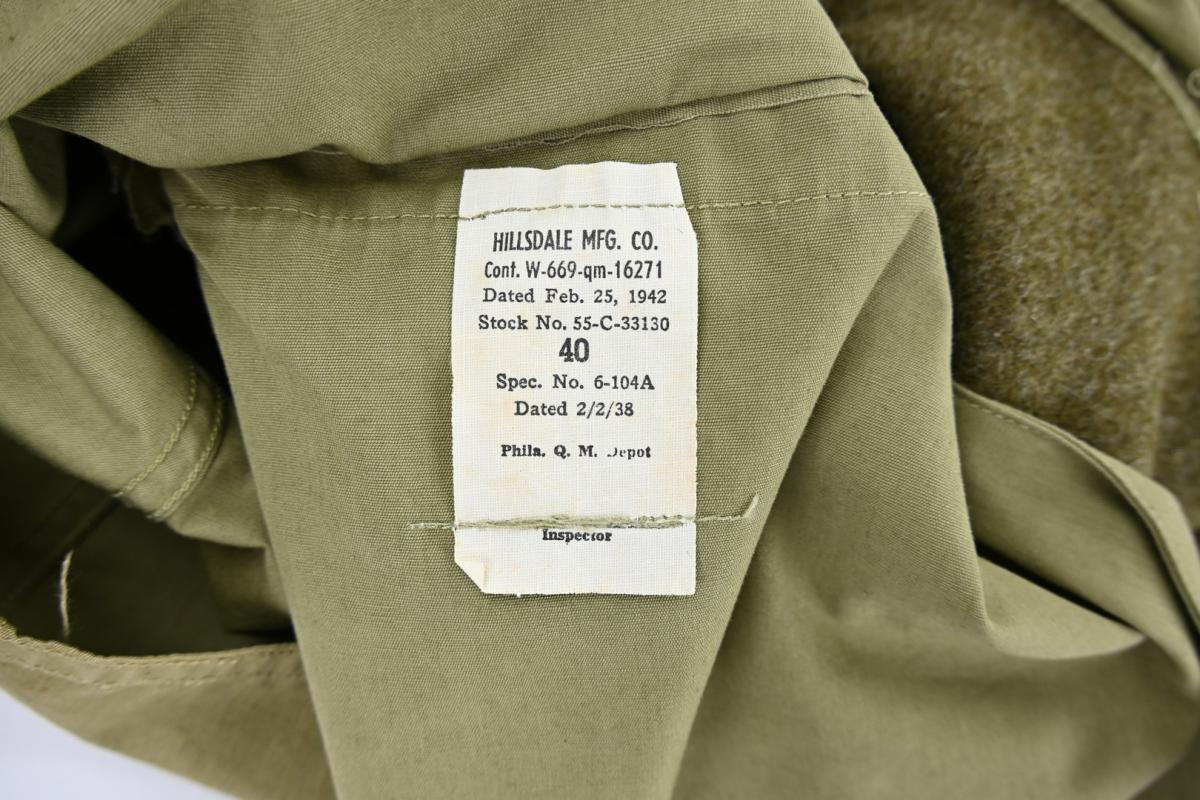 HILLSDALE MFG. CO.
Cont. W-669-qm-16271
Dated Feb. 25, 1942
Stock No. 55-C-33130
40
Spec. No. 6-104A
Dated 2/2/38
Phila. Q. M. Depot
Inspector